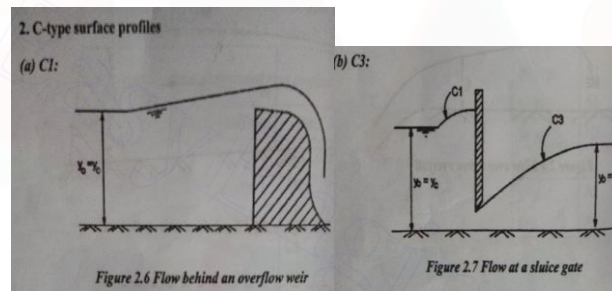 2. C-type surface profiles
(a) C1:
y₀=y꜀
Figure 2.6 Flow behind an overflow weir
(b) C3:
C1
C3
y₀ = y꜀
y₀ =
Figure 2.7 Flow at a sluice gate